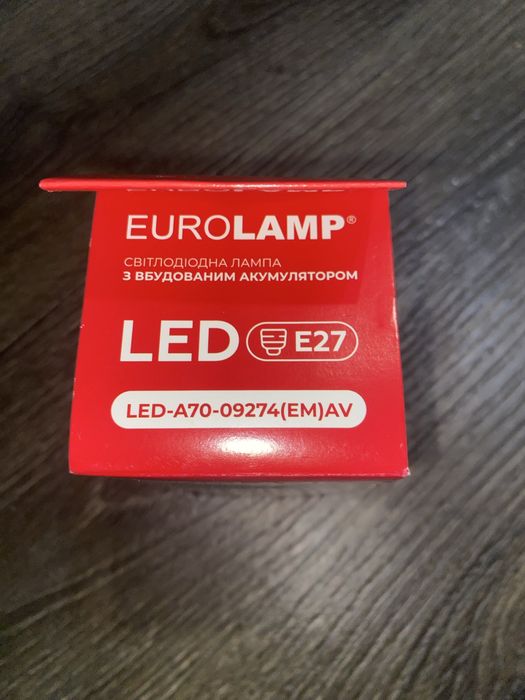 EUROLAMP®
СВІТЛОДІОДНА ЛАМПА
З ВБУДОВАНИМ АКУМУЛЯТОРОМ
LED E27
LED-A70-09274(EM)AV